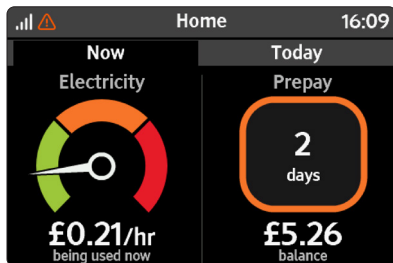 Home 16:09
Now Today
Electricity Prepay
2
days
£0.21/hr £5.26
being used now balance